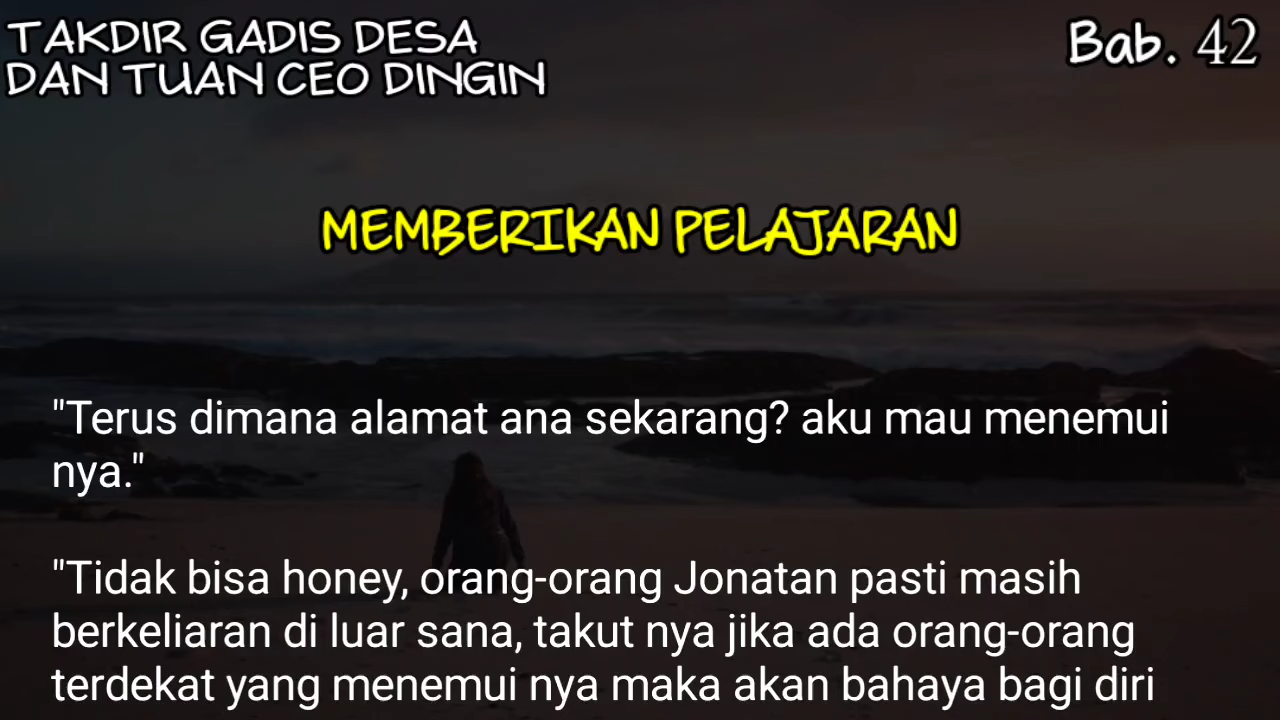 TAKDIR GADIS DESA
DAN TUAN CEO DINGIN
Bab. 42
MEMBERIKAN PELAJARAN
"Terus dimana alamat ana sekarang? aku mau menemui
nya."
"Tidak bisa honey, orang-orang Jonatan pasti masih
berkeliaran di luar sana, takut nya jika ada orang-orang
terdekat yang menemui nya maka akan bahaya bagi diri